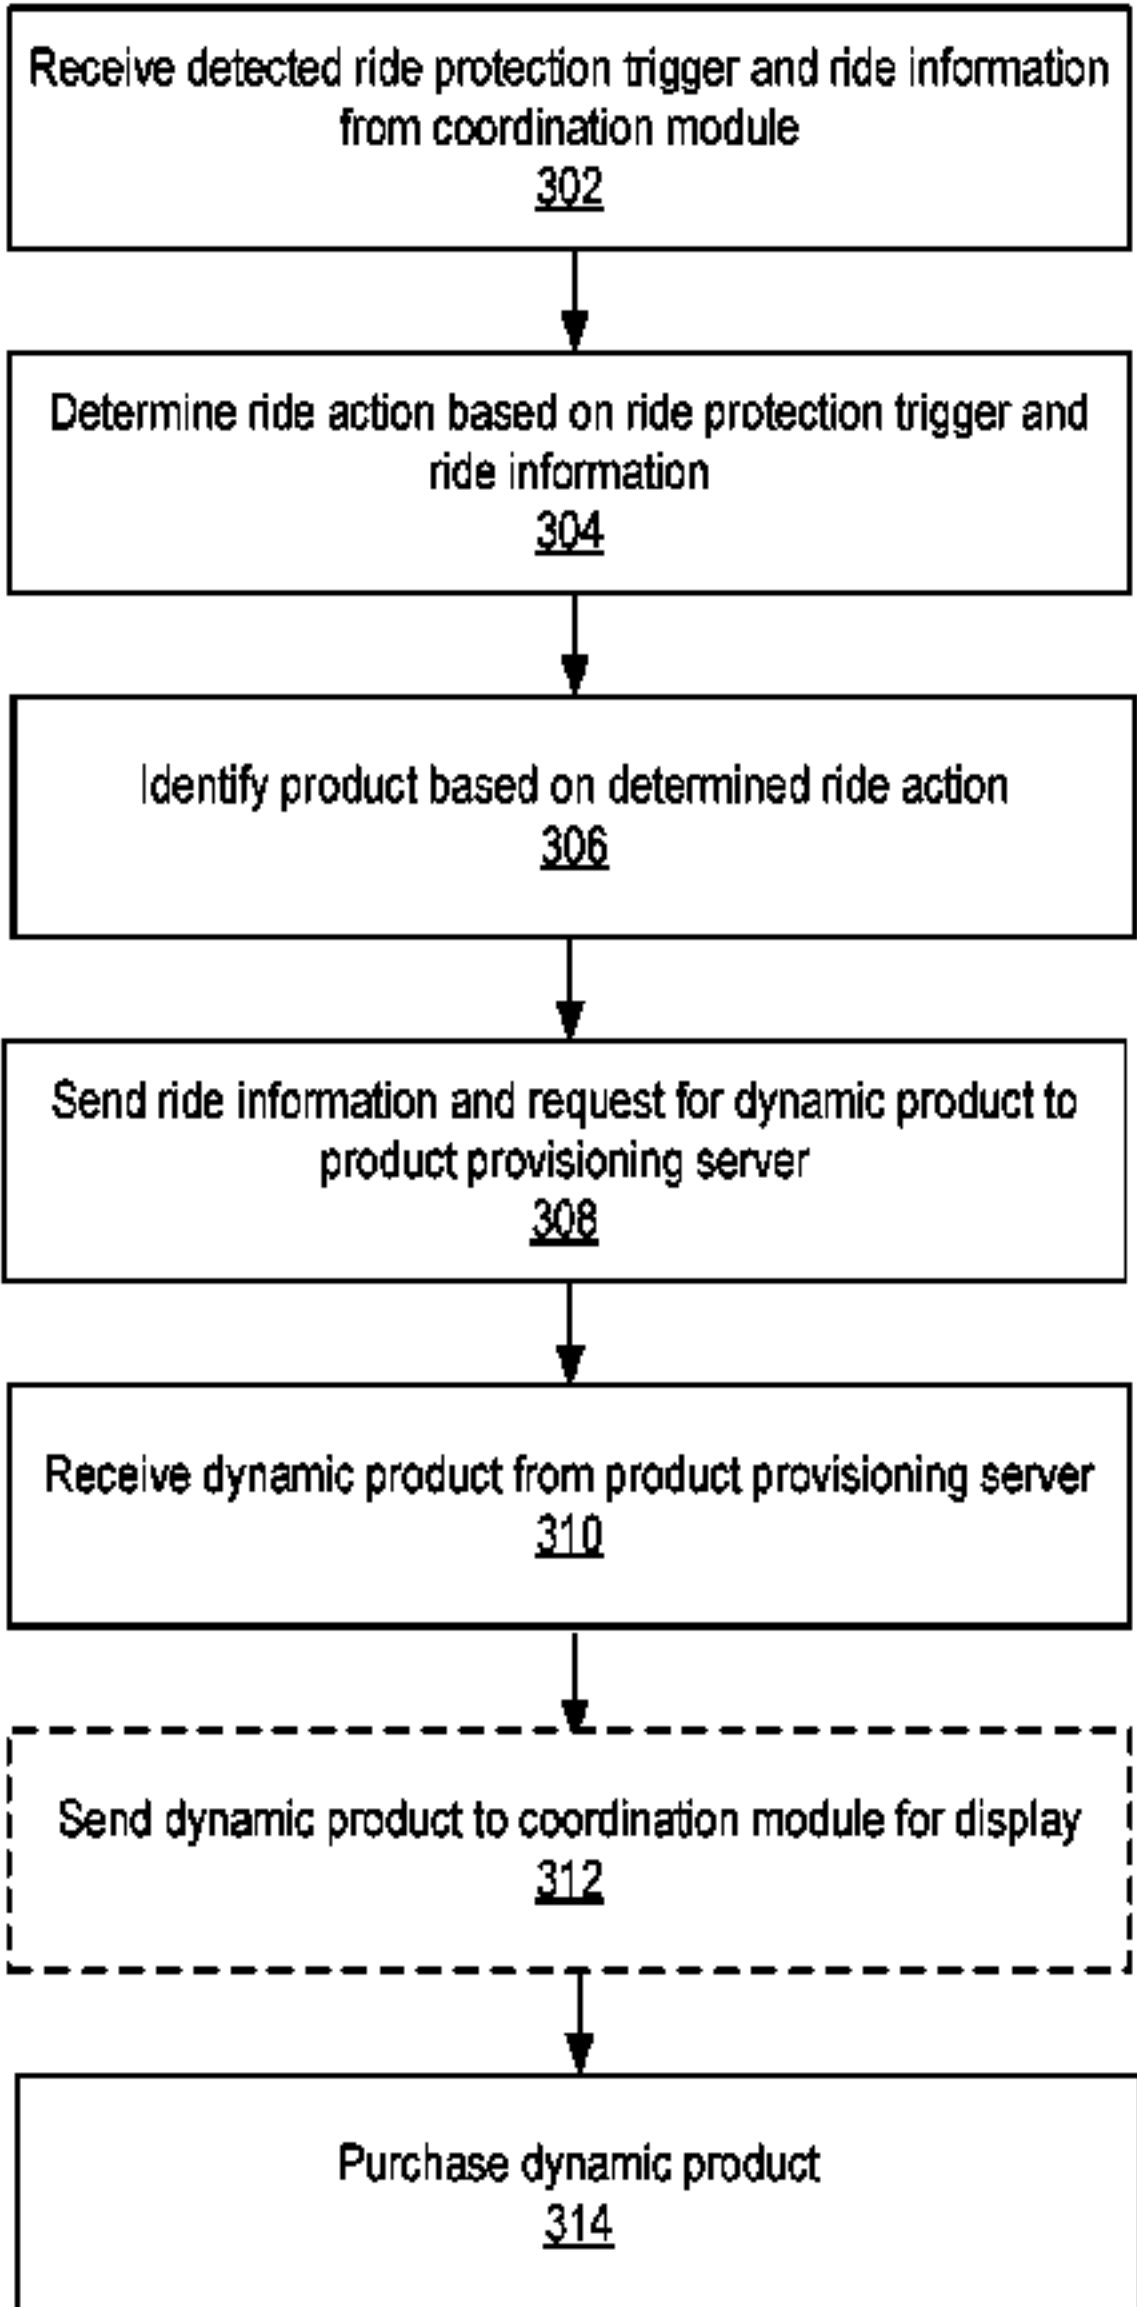 Receive detected ride protection trigger and ride information
from coordination module
302
Determine ride action based on ride protection trigger and
ride information
304
Identify product based on determined ride action
306
Send ride information and request for dynamic product to
product provisioning server
308
Receive dynamic product from product provisioning server
310
Send dynamic product to coordination module for display
312
Purchase dynamic product
314